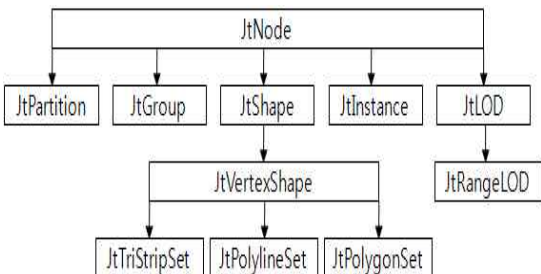 JtNode
JtPartition JtGroup JtShape JtInstance JtLOD
JtVertexShape JtRangeLOD
JtTriStripSet JtPolylineSet JtPolygonSet